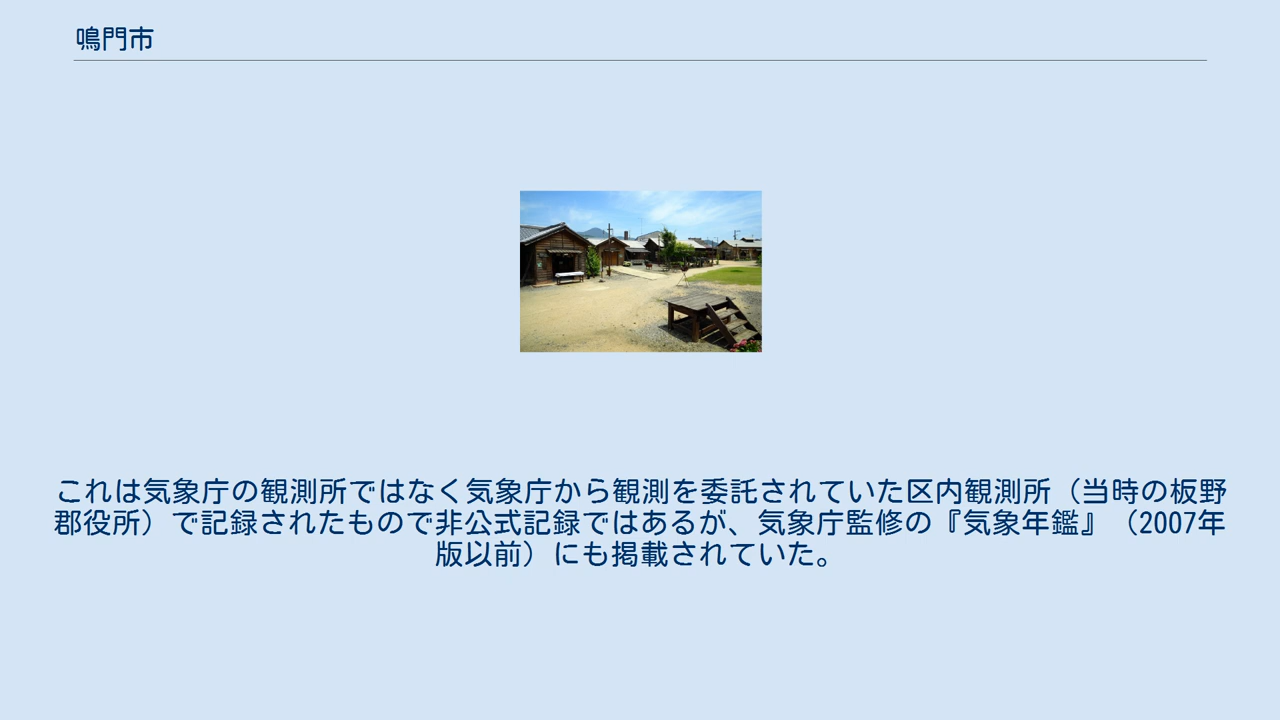 鳴門市
これは気象庁の観測所ではなく気象庁から観測を委託されていた区内観測所（当時の板野
郡役所）で記録されたもので非公式記録ではあるが、気象庁監修の『気象年鑑』（2007年
版以前）にも掲載されていた。